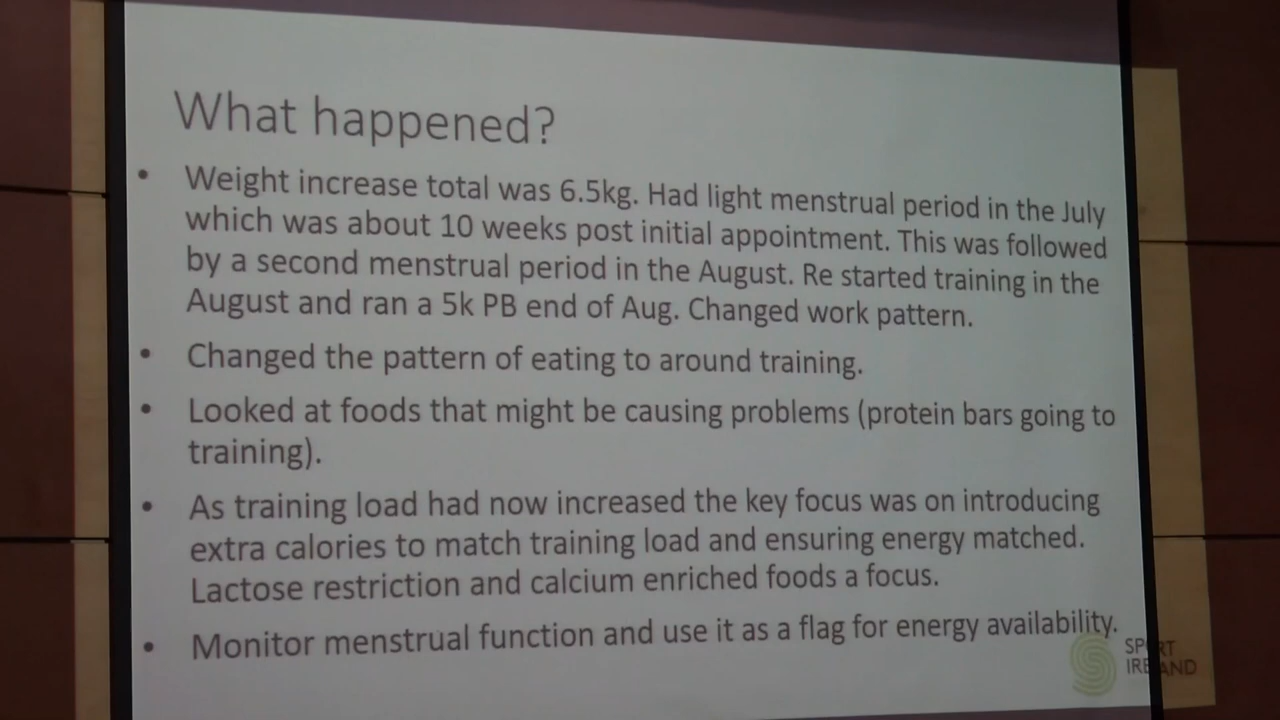 What happened?
• Weight increase total was 6.5kg. Had light menstrual period in the July
which was about 10 weeks post initial appointment. This was followed
by a second menstrual period in the August. Re started training in the
August and ran a 5k PB end of Aug. Changed work pattern.
• Changed the pattern of eating to around training.
• Looked at foods that might be causing problems (protein bars going to
training).
• As training load had now increased the key focus was on introducing
extra calories to match training load and ensuring energy matched.
Lactose restriction and calcium enriched foods a focus.
• Monitor menstrual function and use it as a flag for energy availability.
SPORT
IRELAND